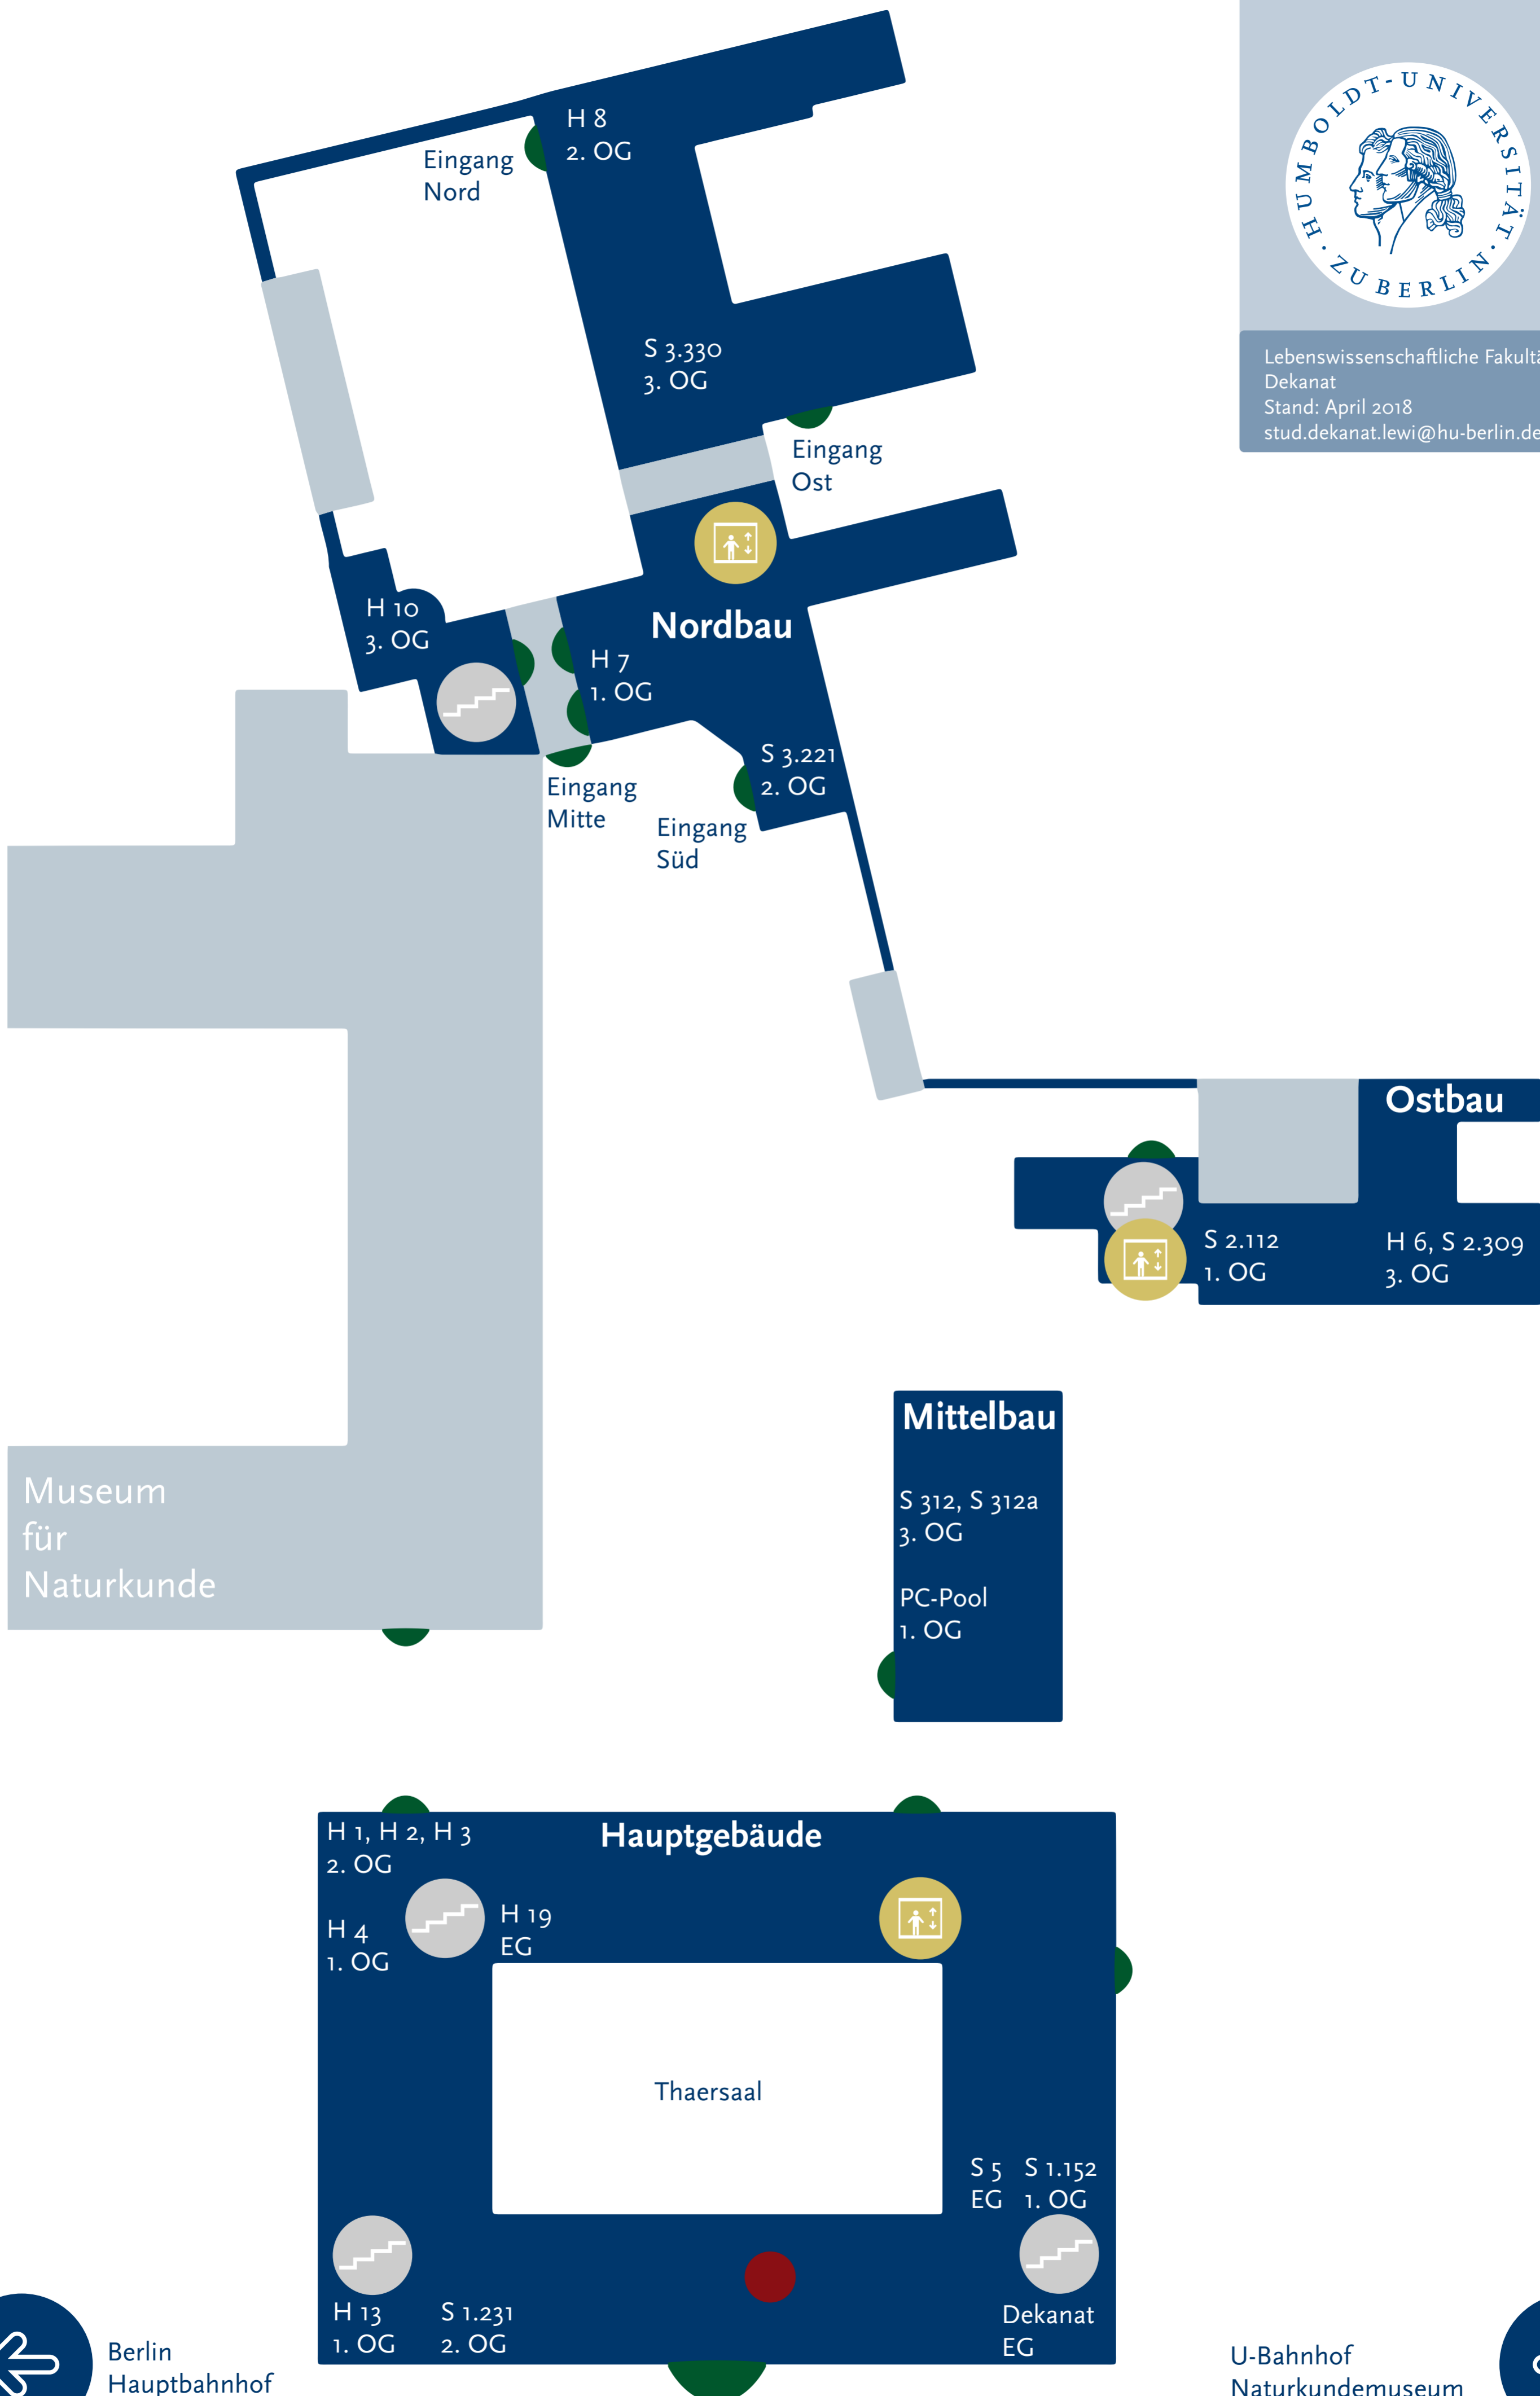 HUMBOLDT-UNIVERSITÄT
· ZU BERLIN ·
Lebenswissenschaftliche
Dekanat
Stand: April 2018
stud.dekanat.lewi@hu-berlin.de
H 8
2. OG
Eingang
Nord
S 3.330
3. OG
Eingang
Ost
H 10
3. OG
Nordbau
H 7
1. OG
S 3.221
2. OG
Eingang
Mitte
Eingang
Süd
Ostbau
S 2.112
1. OG
H 6, S 2.309
3. OG
Mittelbau
S 312, S 312a
3. OG
PC-Pool
1. OG
Museum
für
Naturkunde
Hauptgebäude
H 1, H 2, H 3
2. OG
H 4
1. OG
H 19
EG
Thaersaal
S 5
EG
S 1.152
1. OG
H 13
1. OG
S 1.231
2. OG
Dekanat
EG
Berlin
Hauptbahnhof
U-Bahnhof
Naturkundemuseum